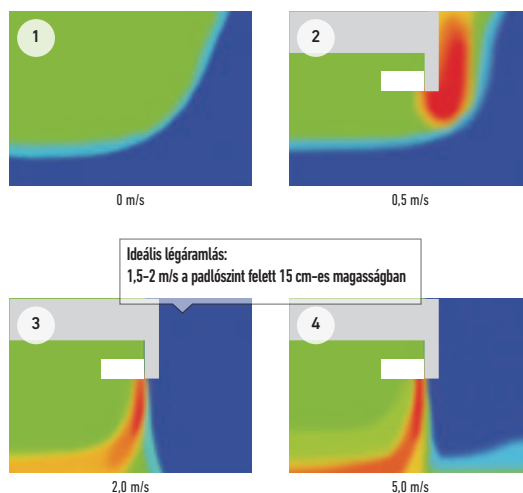 1
2
0 m/s
0,5 m/s
Ideális légáramlás:
1,5-2 m/s a padlószint felett 15 cm-es magasságban
3
4
2,0 m/s
5,0 m/s